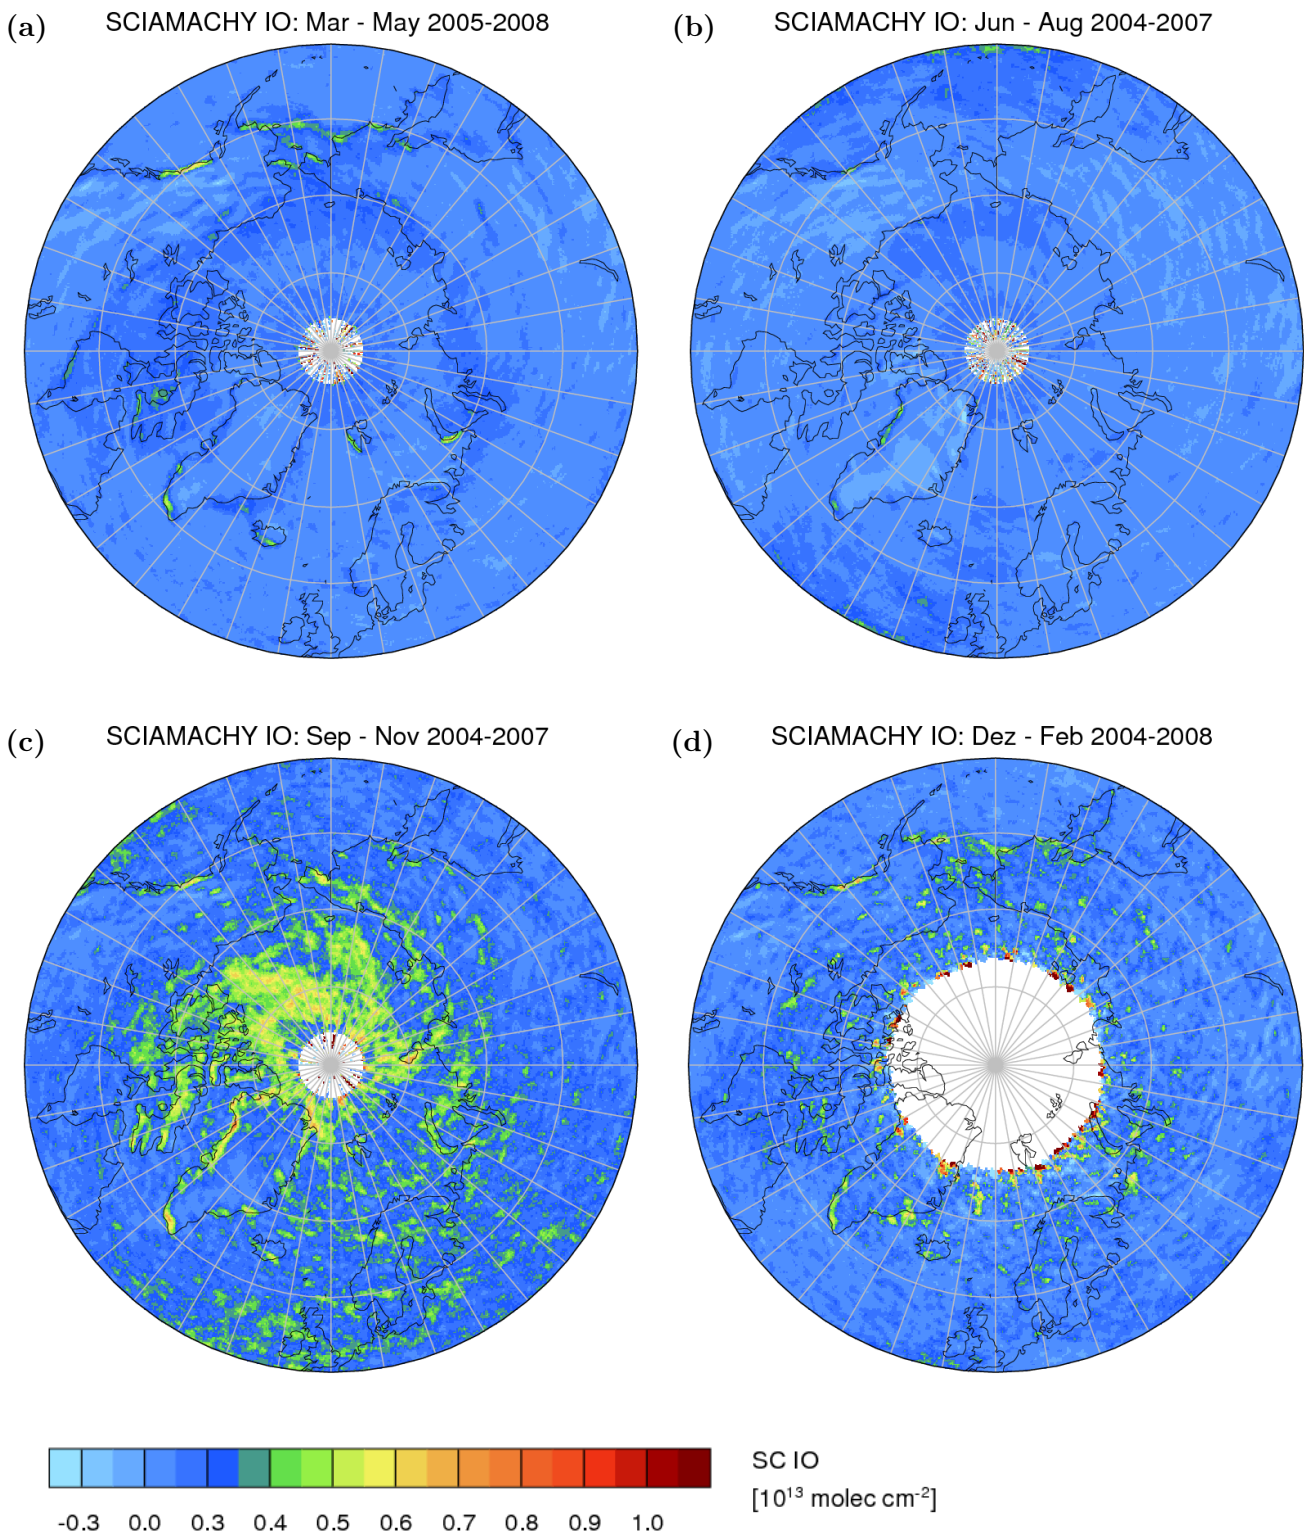 (a) SCIAMACHY IO: Mar - May 2005-2008
(b) SCIAMACHY IO: Jun - Aug 2004-2007
(c) SCIAMACHY IO: Sep - Nov 2004-2007
(d) SCIAMACHY IO: Dez - Feb 2004-2008
-0.3 0.0 0.3 0.4 0.5 0.6 0.7 0.8 0.9 1.0
SC IO
[10¹³ molec cm⁻²]